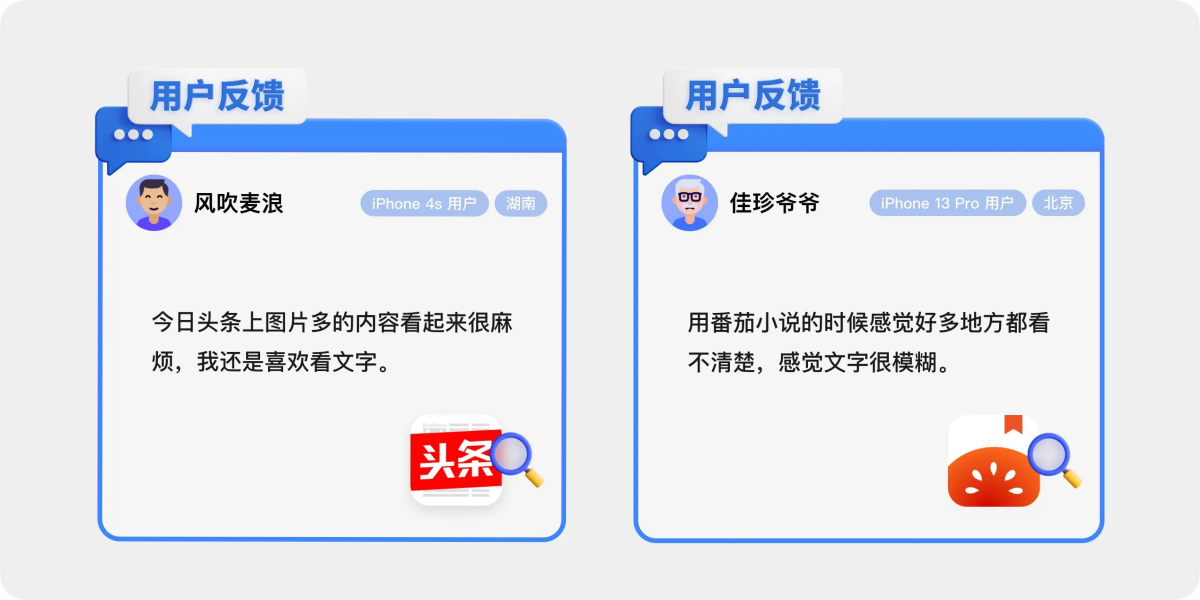 用户反馈
风吹麦浪
iPhone 4s 用户
湖南
今日头条上图片多的内容看起来很麻
烦，我还是喜欢看文字。
头条
用户反馈
佳珍爷爷
iPhone 13 Pro 用户
北京
用番茄小说的时候感觉好多地方都看
不清楚，感觉文字很模糊。